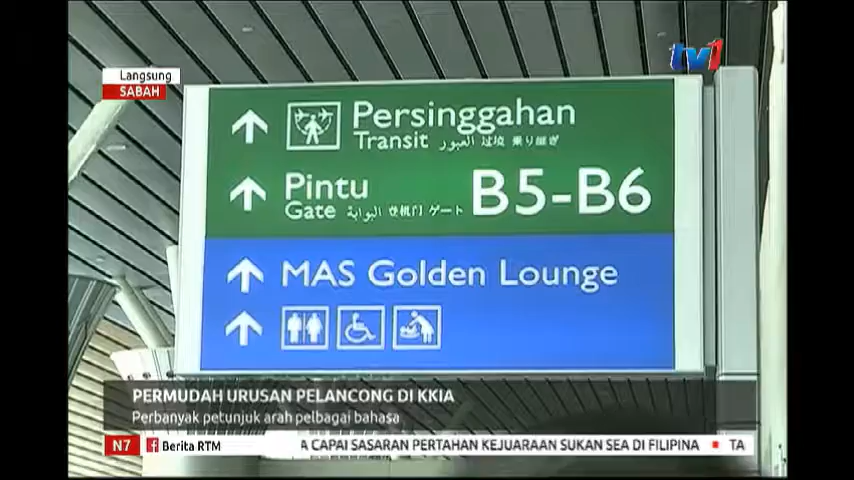 tv1
Langsung
SABAH
Persinggahan
Transit العبور 过境 乗り継ぎ
Pintu
Gate البوابة 登机门 ゲート
B5-B6
MAS Golden Lounge
PERMUDAH URUSAN PELANCONG DI KKIA
Perbanyak petunjuk arah pelbagai bahasa
N7 Berita RTM A CAPAI SASARAN PERTAHAN KEJUARAAN SUKAN SEA DI FILIPINA TA